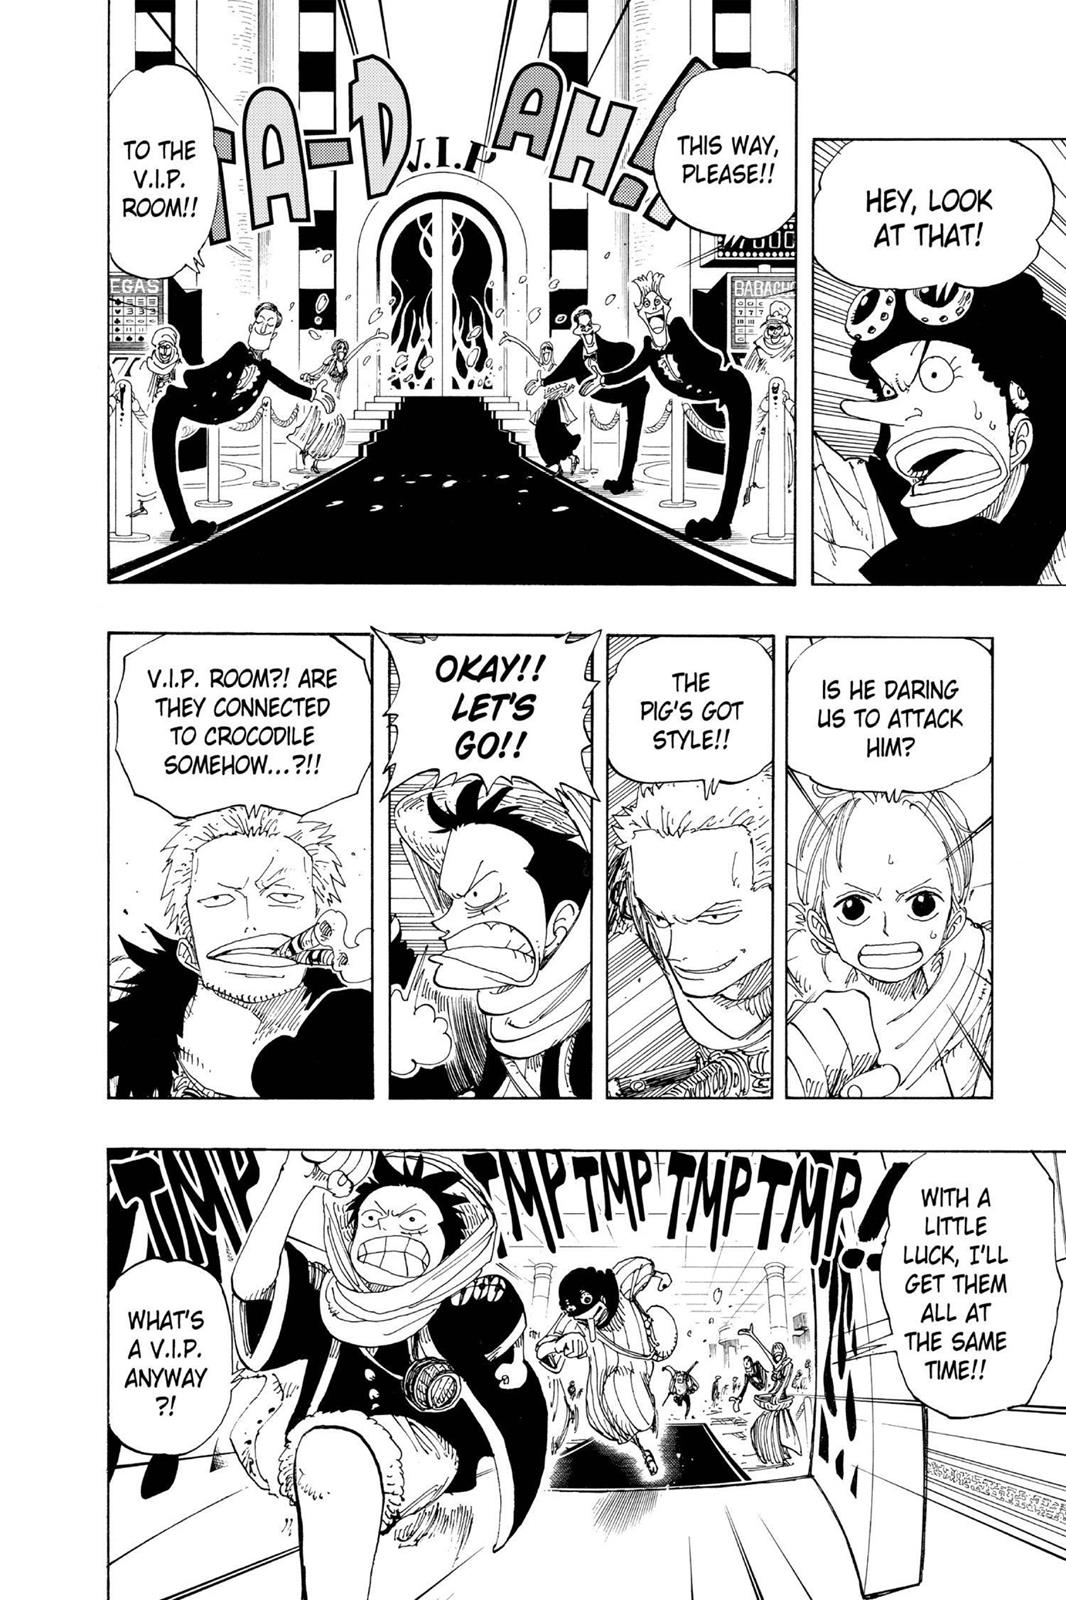 HEY, LOOK
AT THAT!
THIS WAY,
PLEASE!!
TA-DAH!!
V.I.P
TO THE
V.I.P.
ROOM!!
EGAS
333
777
IS HE DARING
US TO ATTACK
HIM?
THE
PIG'S GOT
STYLE!!
OKAY!!
LET'S
GO!!
V.I.P. ROOM?! ARE
THEY CONNECTED
TO CROCODILE
SOMEHOW...?!!
WITH A
LITTLE
LUCK, I'LL
GET THEM
ALL AT
THE SAME
TIME!!
TMP TMP TMP TMP TMP!!
WHAT'S
A V.I.P.
ANYWAY
?!